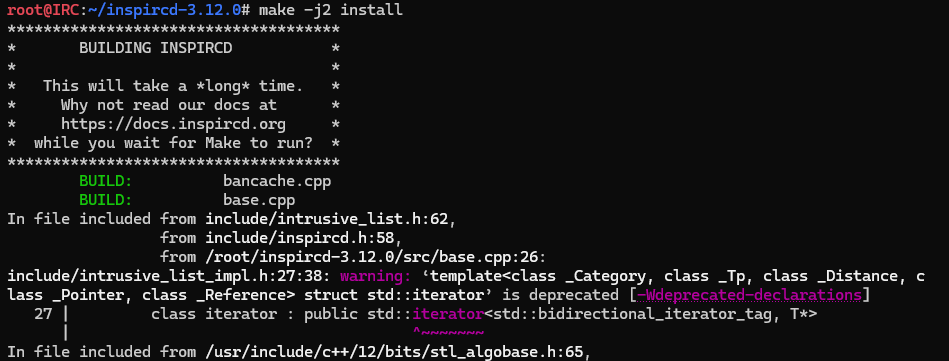 root@IRC:~/inspircd-3.12.0# make -j2 install
*************************************
*       BUILDING INSPIRCD           *
*                                   *
*   This will take a *long* time.   *
*     Why not read our docs at      *
*     https://docs.inspircd.org     *
*  while you wait for Make to run?  *
*************************************
        BUILD:          bancache.cpp
        BUILD:          base.cpp
In file included from include/intrusive_list.h:62,
                 from include/inspircd.h:58,
                 from /root/inspircd-3.12.0/src/base.cpp:26:
include/intrusive_list_impl.h:27:38: warning: ‘template<class _Category, class _Tp, class _Distance, c
lass _Pointer, class _Reference> struct std::iterator’ is deprecated [-Wdeprecated-declarations]
   27 |         class iterator : public std::iterator<std::bidirectional_iterator_tag, T*>
      |                                      ^~~~~~~~
In file included from /usr/include/c++/12/bits/stl_algobase.h:65,